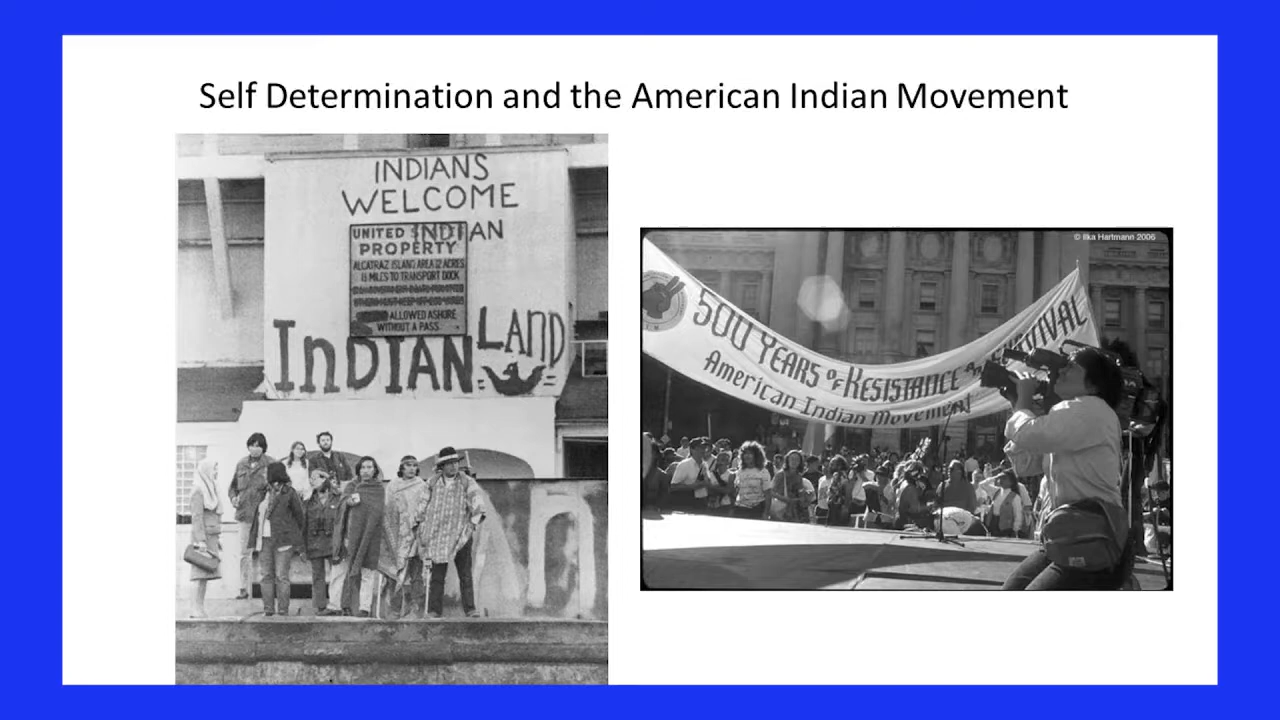 Self Determination and the American Indian Movement
INDIANS
WELCOME
UNITED INDIAN
PROPERTY
ALCATRAZ ISLAND AREA 12 ACRES
1½ MILES TO TRANSPORT DOCK
ALLOWED ASHORE
WITHOUT A PASS
INDIAN LAND
© Ilka Hartmann 2006
500 YEARS OF RESISTANCE
American Indian Movement